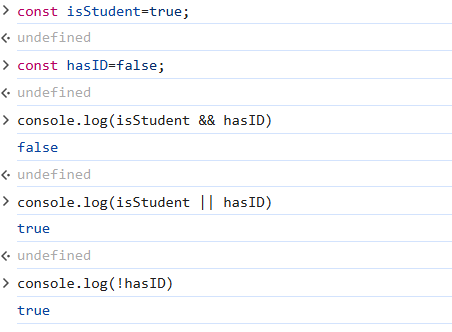 const isStudent=true;
undefined
const hasID=false;
undefined
console.log(isStudent && hasID)
false
undefined
console.log(isStudent || hasID)
true
undefined
console.log(!hasID)
true